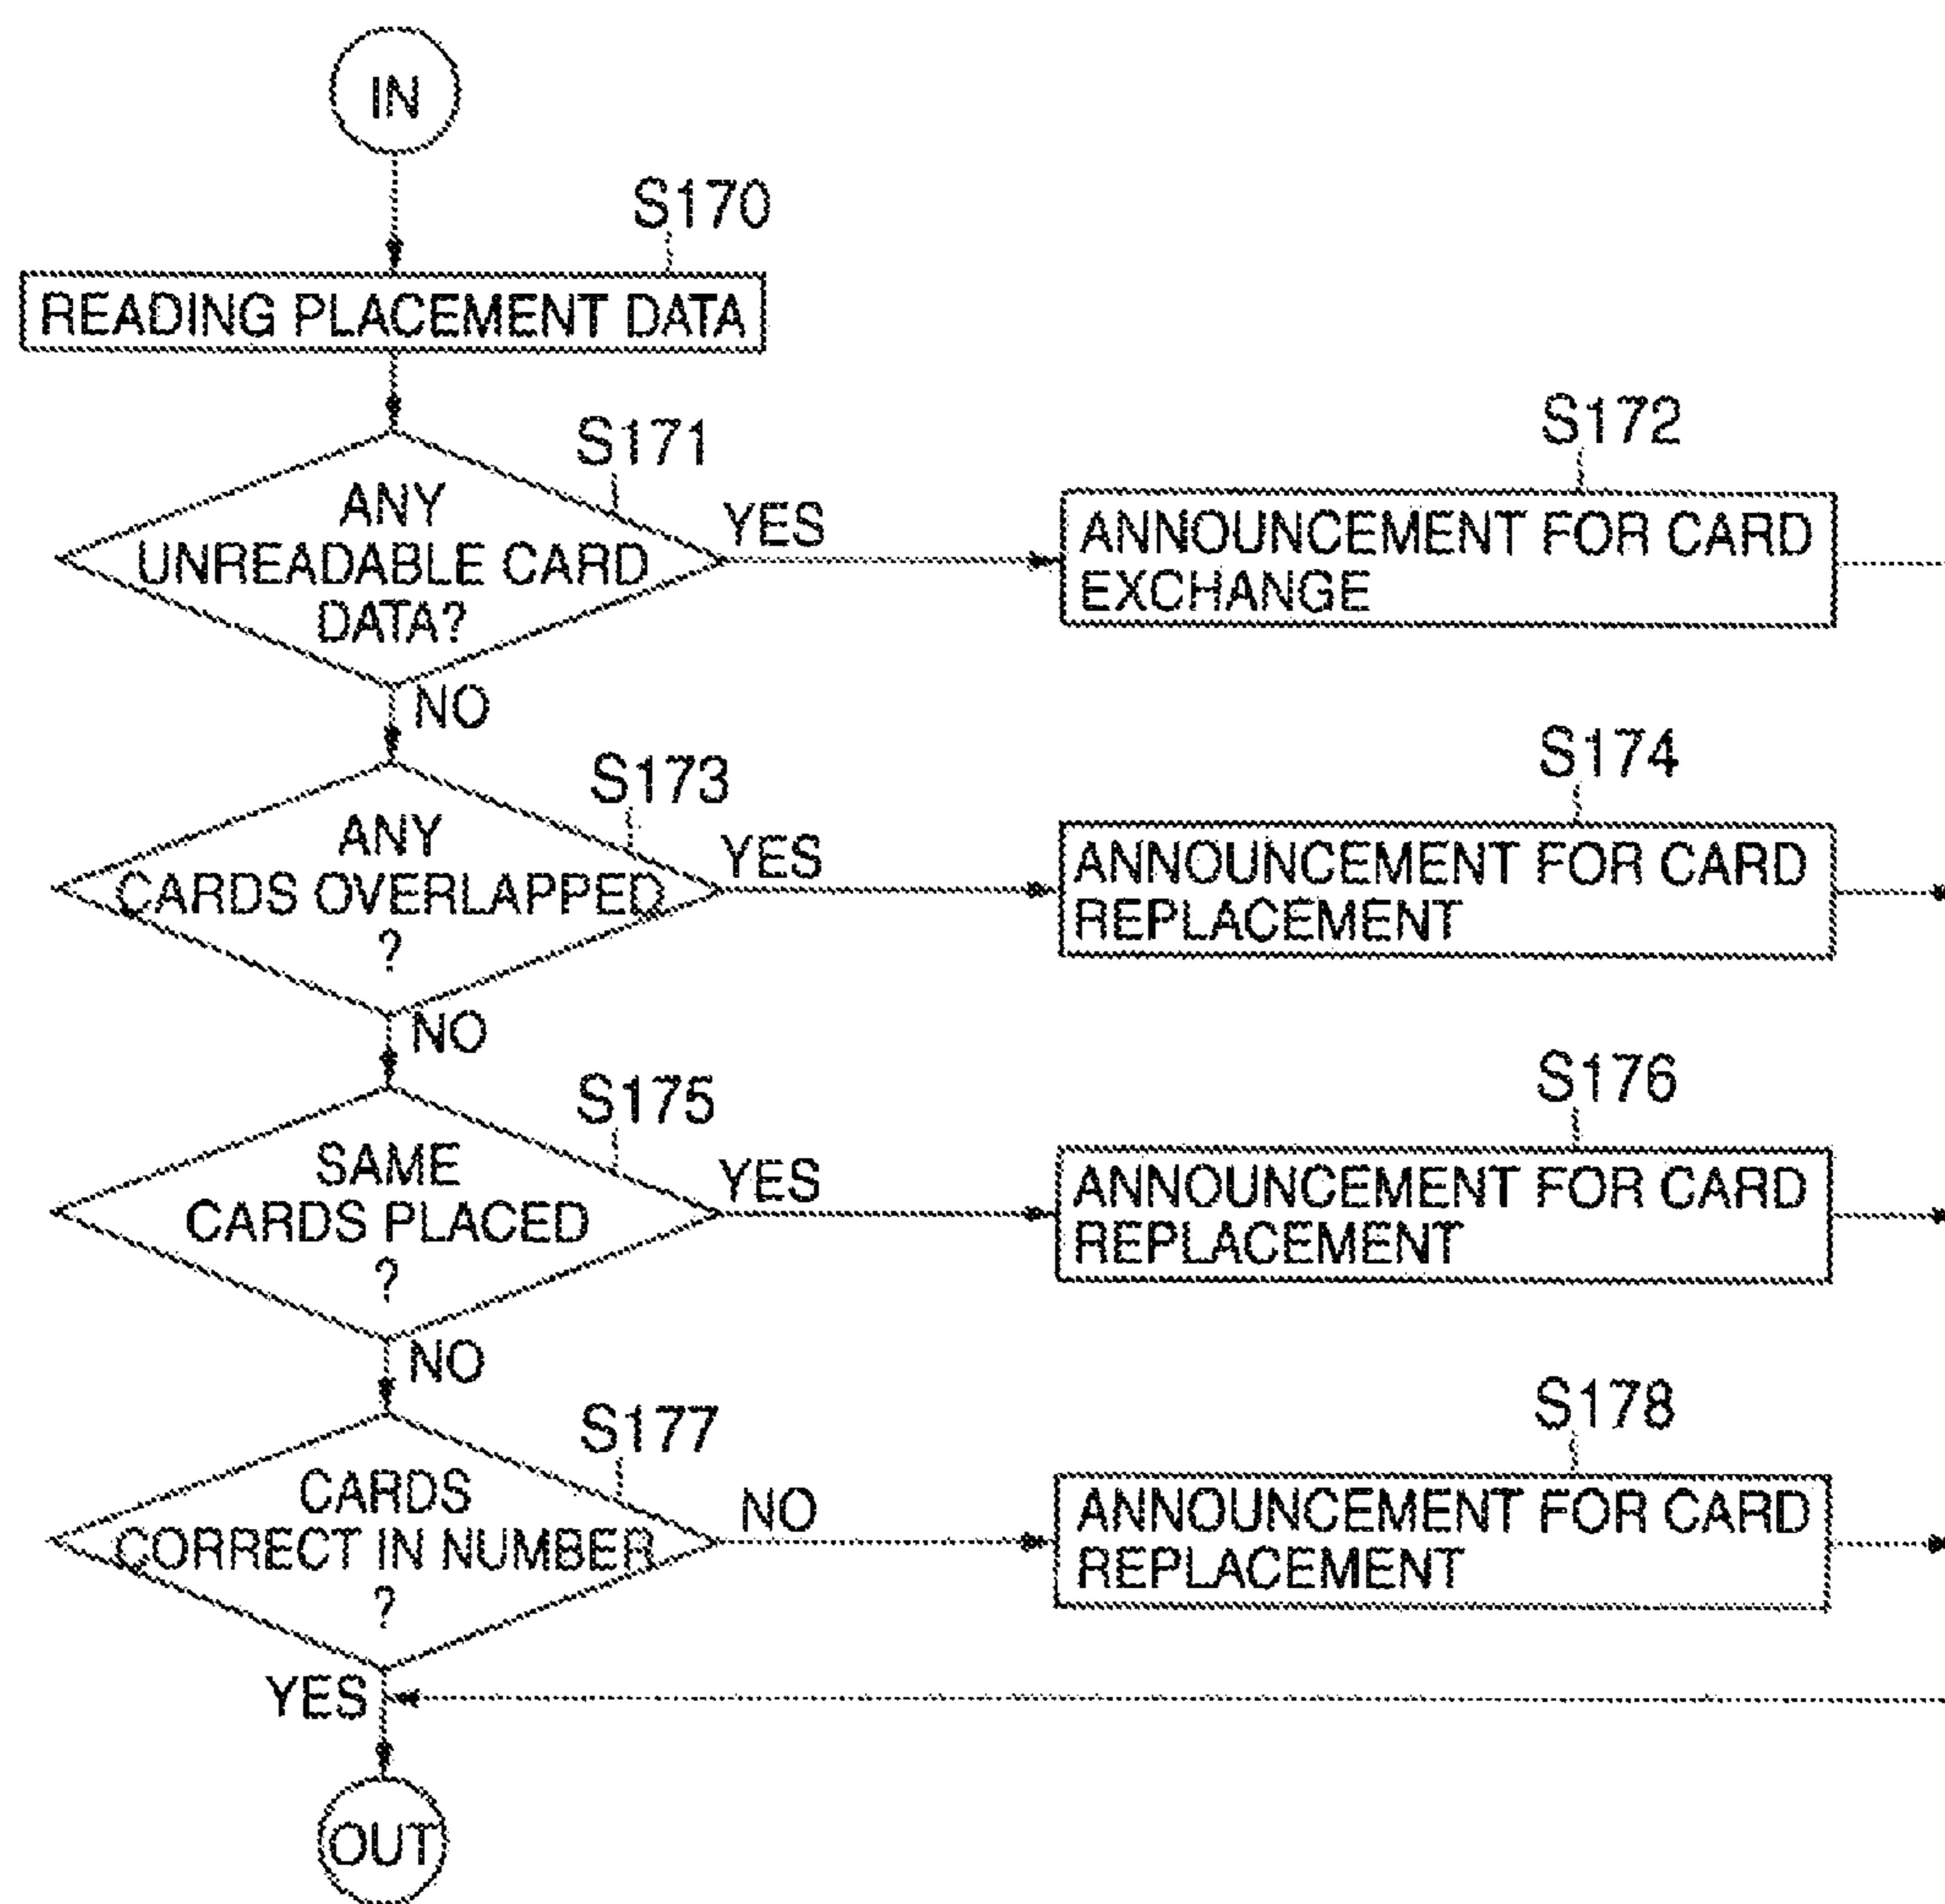 IN
S170
READING PLACEMENT DATA
S171
ANY
UNREADABLE CARD
DATA?
YES
S172
ANNOUNCEMENT FOR CARD
EXCHANGE
NO
S173
ANY
CARDS OVERLAPPED
?
YES
S174
ANNOUNCEMENT FOR CARD
REPLACEMENT
NO
S175
SAME
CARDS PLACED
?
YES
S176
ANNOUNCEMENT FOR CARD
REPLACEMENT
NO
S177
CARDS
CORRECT IN NUMBER
?
NO
S178
ANNOUNCEMENT FOR CARD
REPLACEMENT
YES
OUT